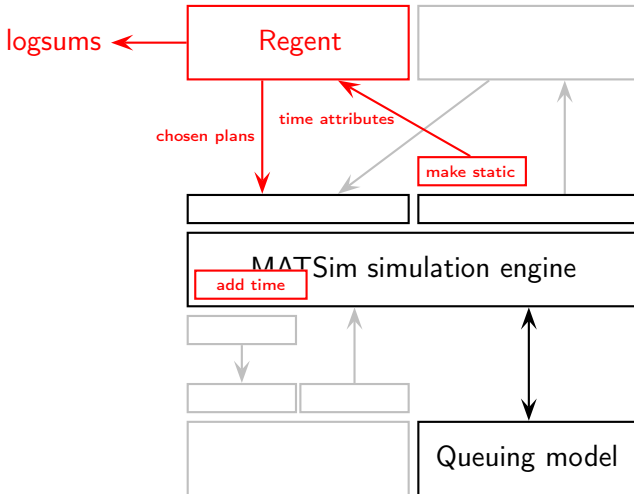 logsums
Regent
chosen plans
time attributes
make static
MATSim simulation engine
add time
Queuing model